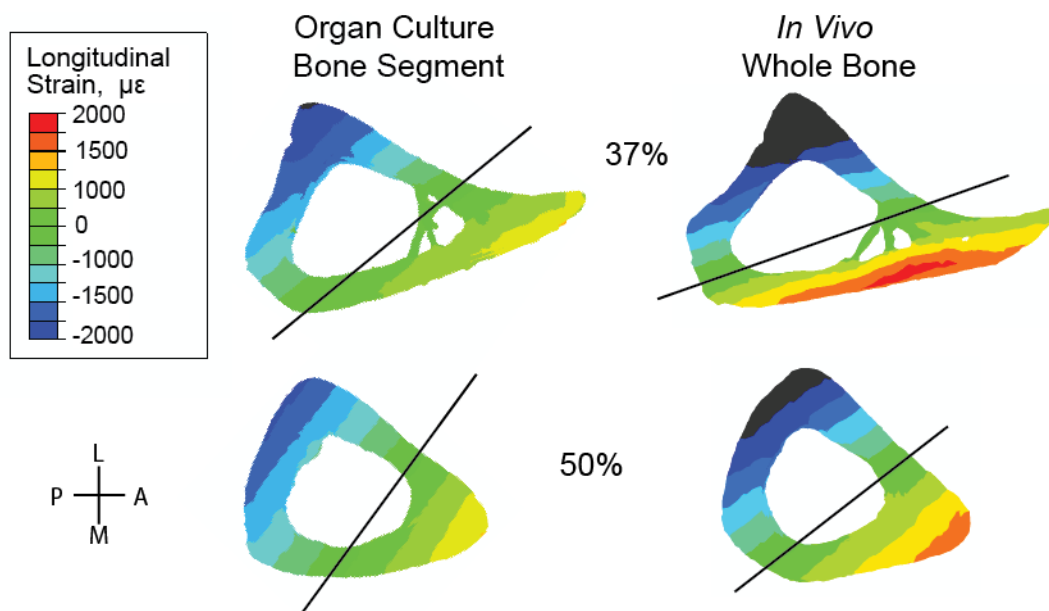 Organ Culture
Bone Segment
In Vivo
Whole Bone
Longitudinal
Strain, µε
2000
1500
1000
0
-1000
-1500
-2000
37%
50%
L
P
A
M